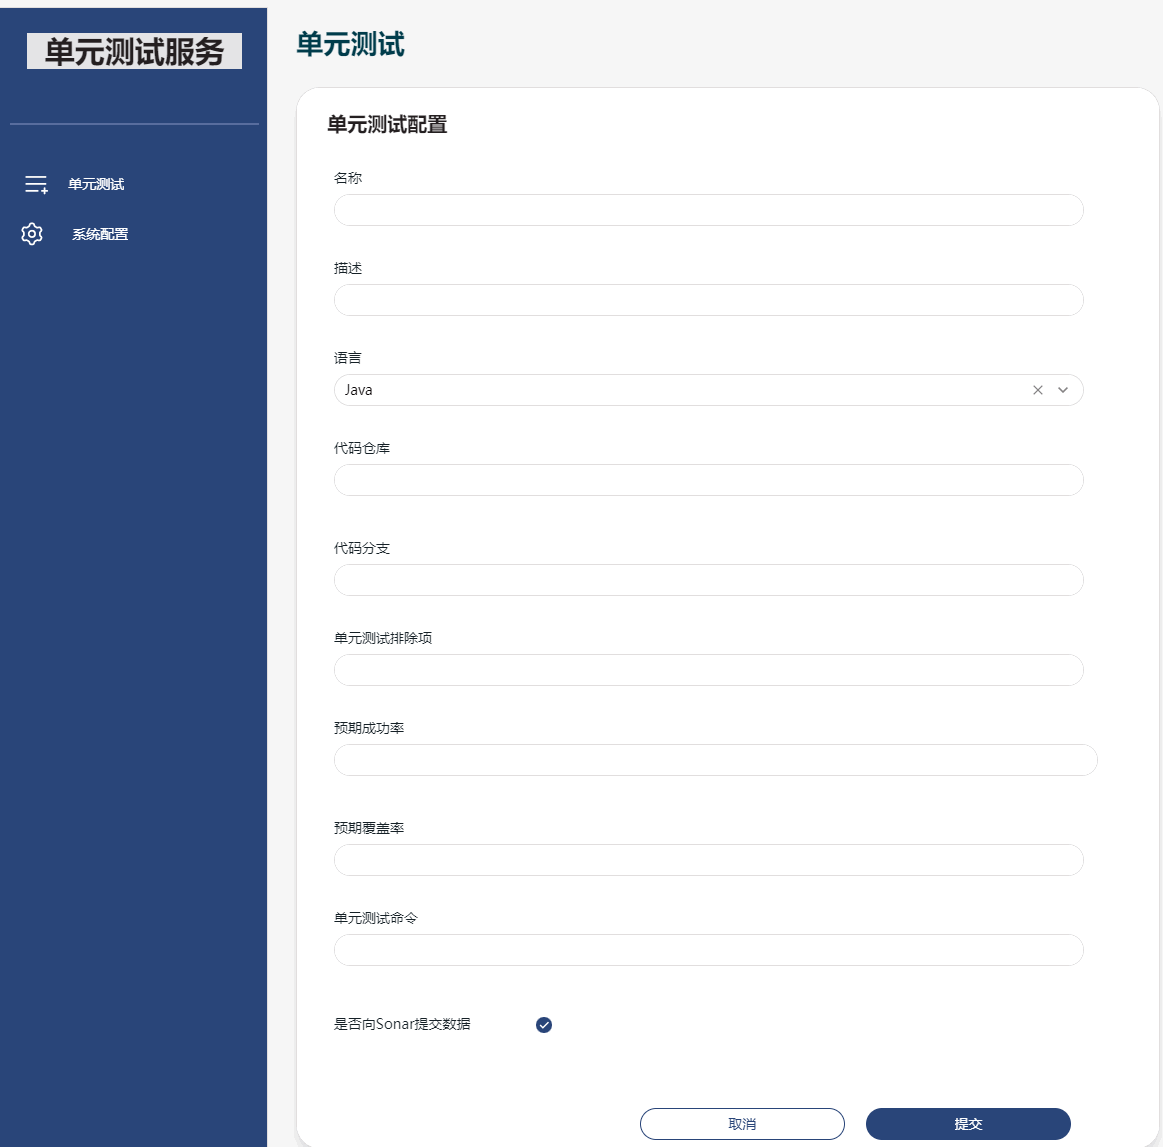 单元测试服务
单元测试
系统配置
单元测试
单元测试配置
名称
描述
语言
Java
代码仓库
代码分支
单元测试排除项
预期成功率
预期覆盖率
单元测试命令
是否向Sonar提交数据
取消
提交